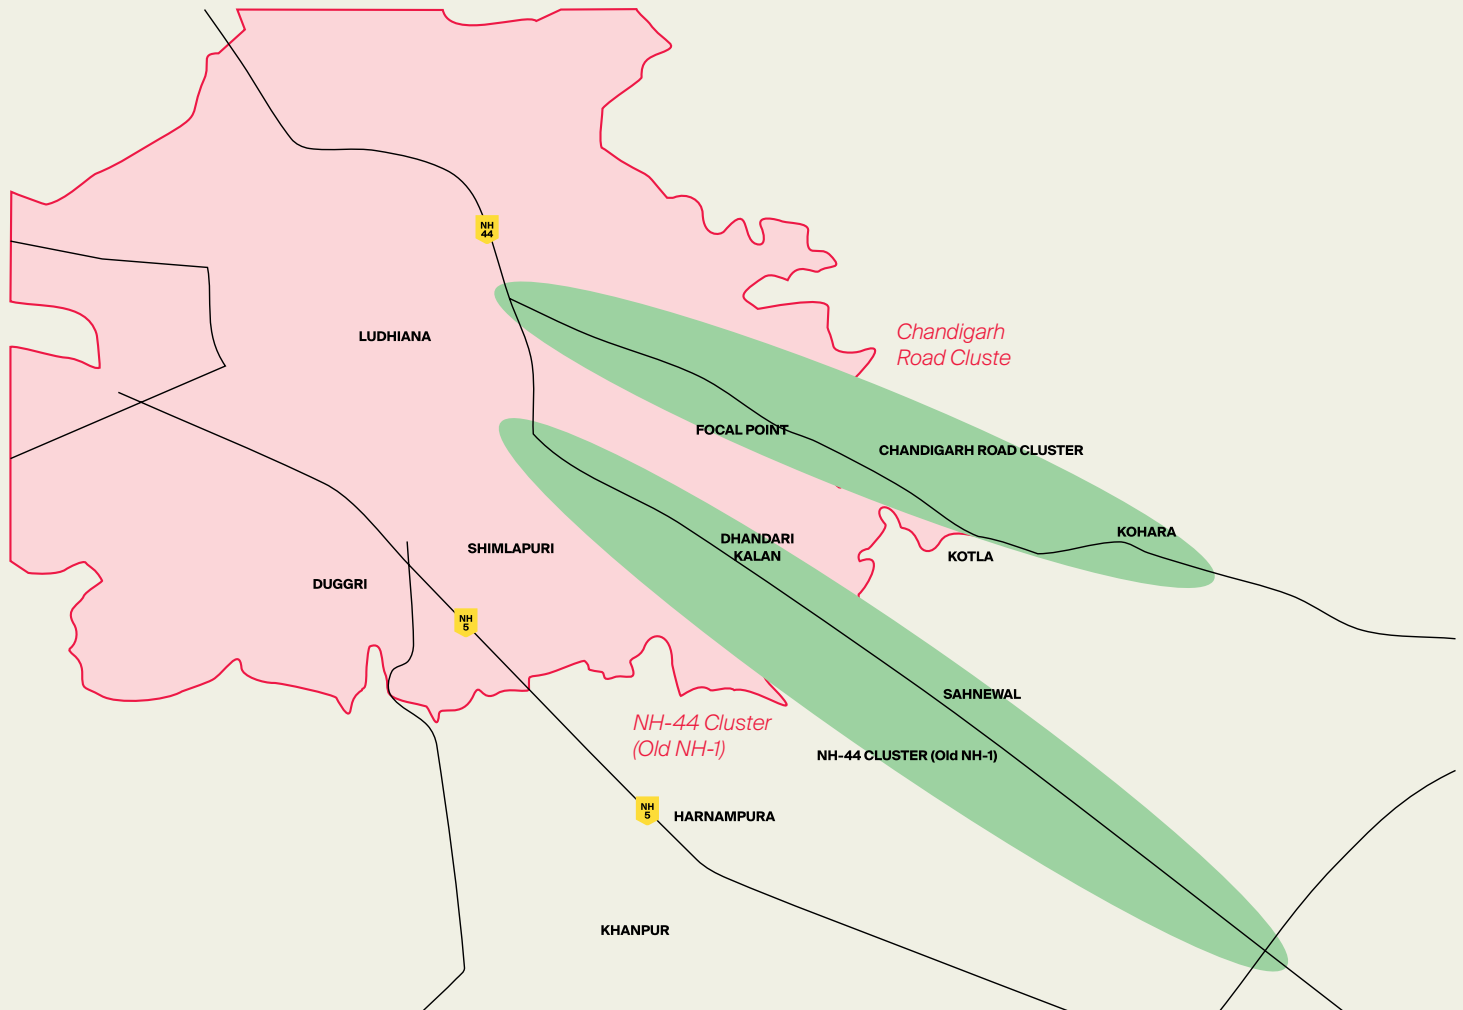 NH
44
LUDHIANA
Chandigarh
Road Cluste
FOCAL POINT
CHANDIGARH ROAD CLUSTER
KOHARA
DHANDARI
KALAN
SHIMLAPURI
KOTLA
DUGGRI
NH
5
SAHNEWAL
NH-44 Cluster
(Old NH-1)
NH-44 CLUSTER (Old NH-1)
NH
5
HARNAMPURA
KHANPUR